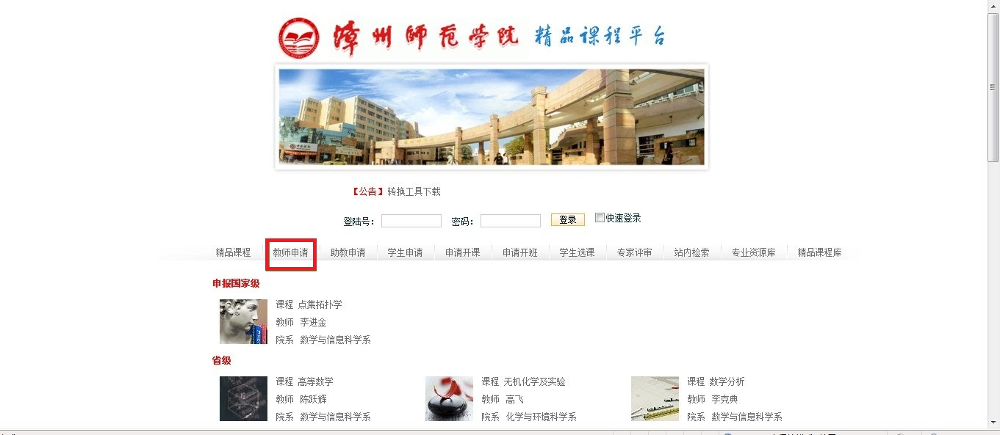 漳州師范学院 精品课程平台
【公告】转换工具下载
登陆号： 密码： 登录 快速登录
精品课程 教师申请 助教申请 学生申请 申请开课 申请开班 学生选课 专家评审 站内检索 专业资源库 精品课程库
申报国家级
课程 点集拓扑学
教师 李进金
院系 数学与信息科学系
省级
课程 高等数学 课程 无机化学及实验 课程 数学分析
教师 陈跃辉 教师 高飞 教师 李克典
院系 数学与信息科学系 院系 化学与环境科学系 院系 数学与信息科学系